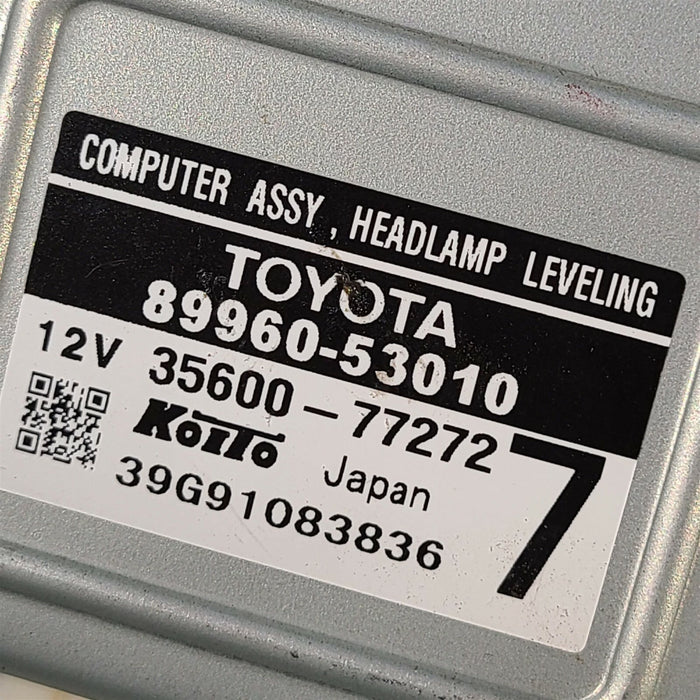 COMPUTER ASSY , HEADLAMP LEVELING
TOYOTA
89960-53010
12V 35600-77272
KOITO Japan 7
39G91083836